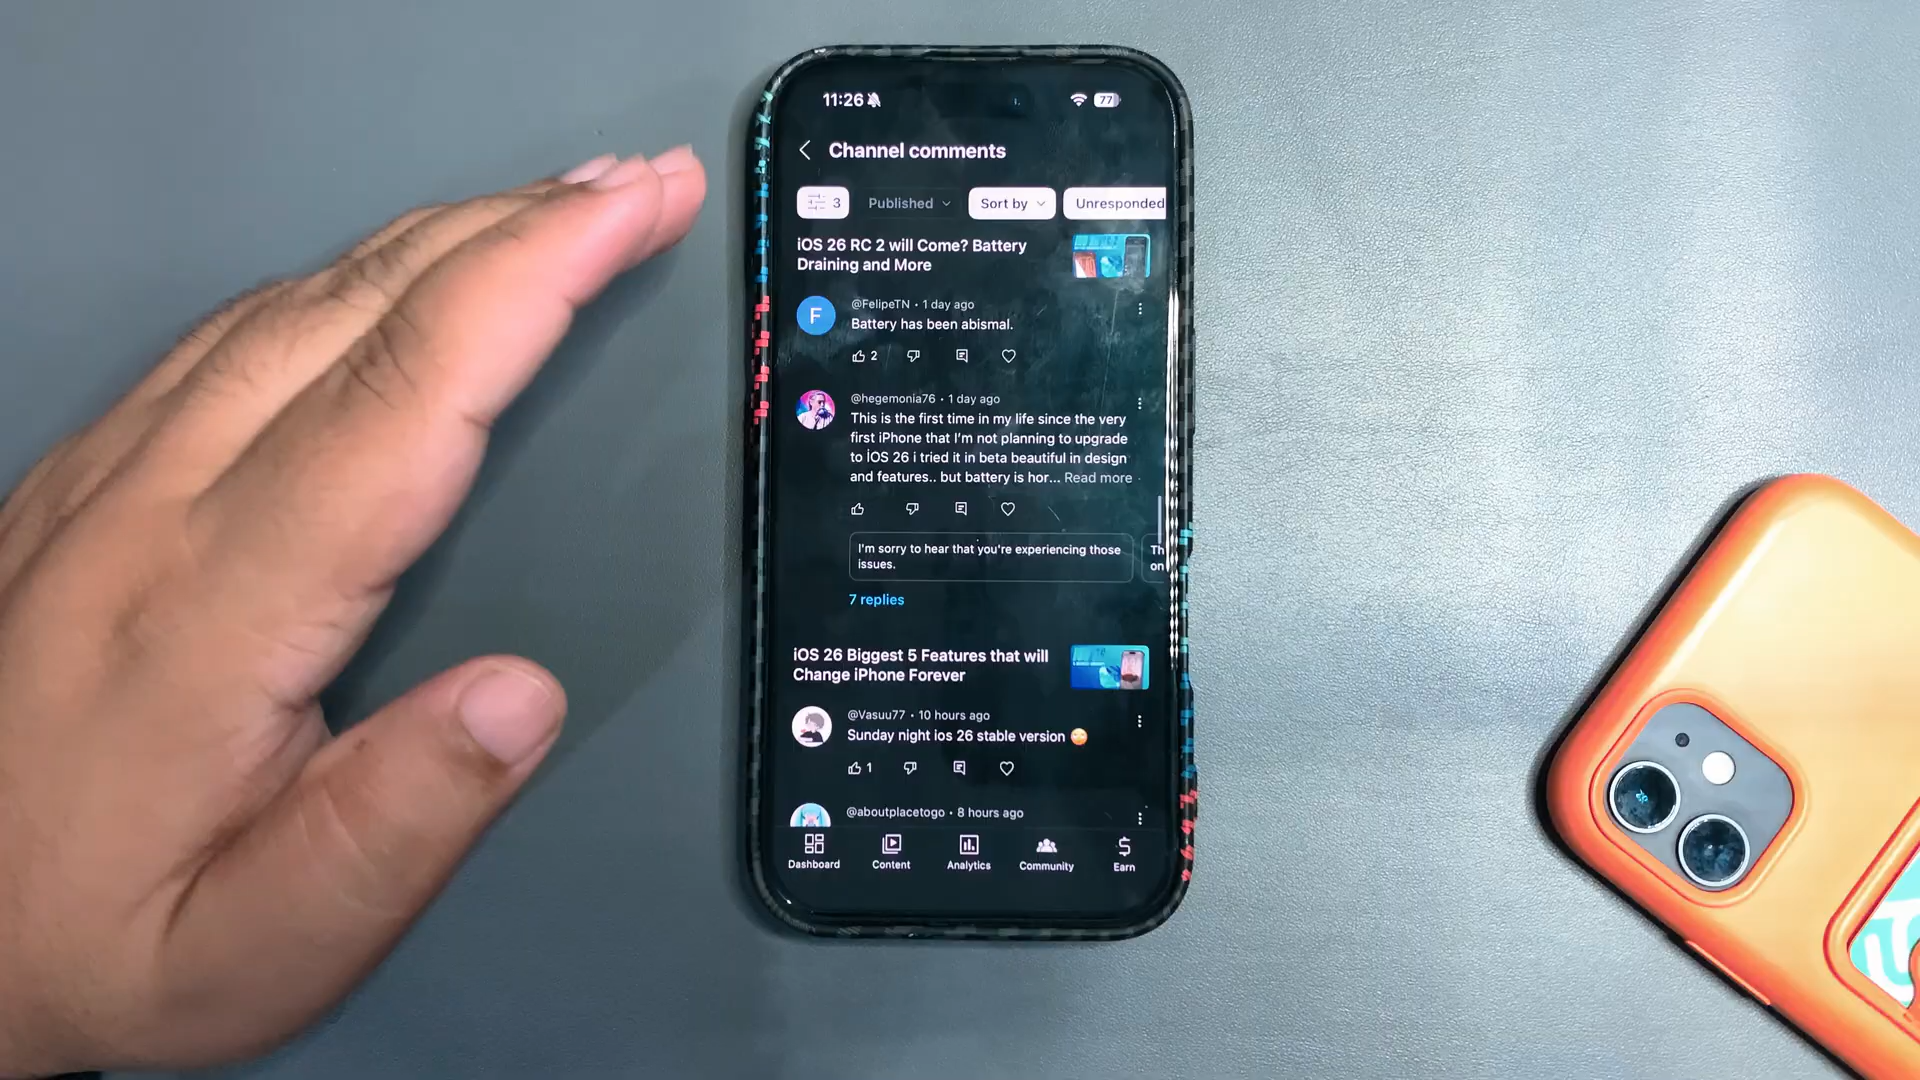 11:26
77
Channel comments
3
Published
Sort by
Unresponded
iOS 26 RC 2 will Come? Battery
Draining and More
F
@FelipeTN • 1 day ago
Battery has been abismal.
2
@hegemonia76 • 1 day ago
This is the first time in my life since the very
first iPhone that I'm not planning to upgrade
to İOS 26 i tried it in beta beautiful in design
and features.. but battery is hor... Read more
I'm sorry to hear that you're experiencing those
issues.
Th
on
7 replies
iOS 26 Biggest 5 Features that will
Change iPhone Forever
@Vasuu77 • 10 hours ago
Sunday night ios 26 stable version 🙄
1
@aboutplacetogo • 8 hours ago
Dashboard
Content
Analytics
Community
Earn